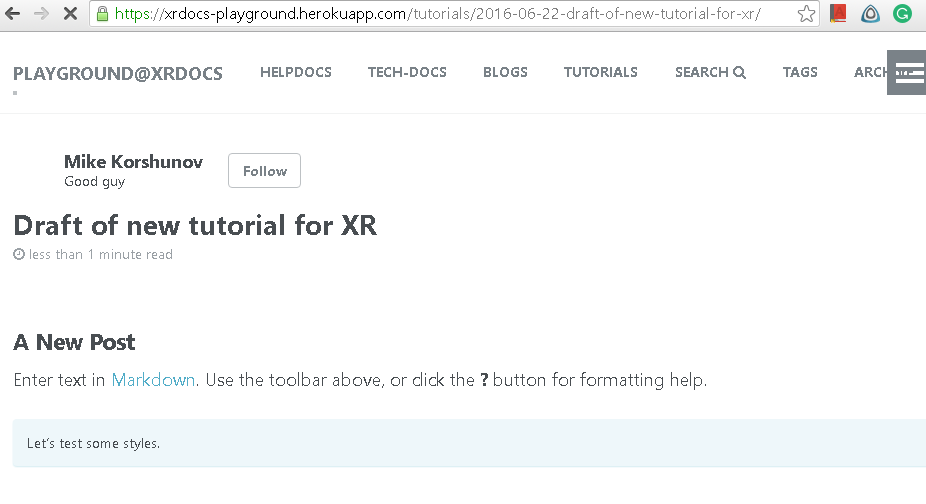 https://xrdocs-playground.herokuapp.com/tutorials/2016-06-22-draft-of-new-tutorial-for-xr/
PLAYGROUND@XRDOCS HELPDOCS TECH-DOCS BLOGS TUTORIALS SEARCH TAGS ARCHIVE
Mike Korshunov
Good guy
Follow
Draft of new tutorial for XR
less than 1 minute read
A New Post
Enter text in Markdown. Use the toolbar above, or click the ? button for formatting help.
Let's test some styles.